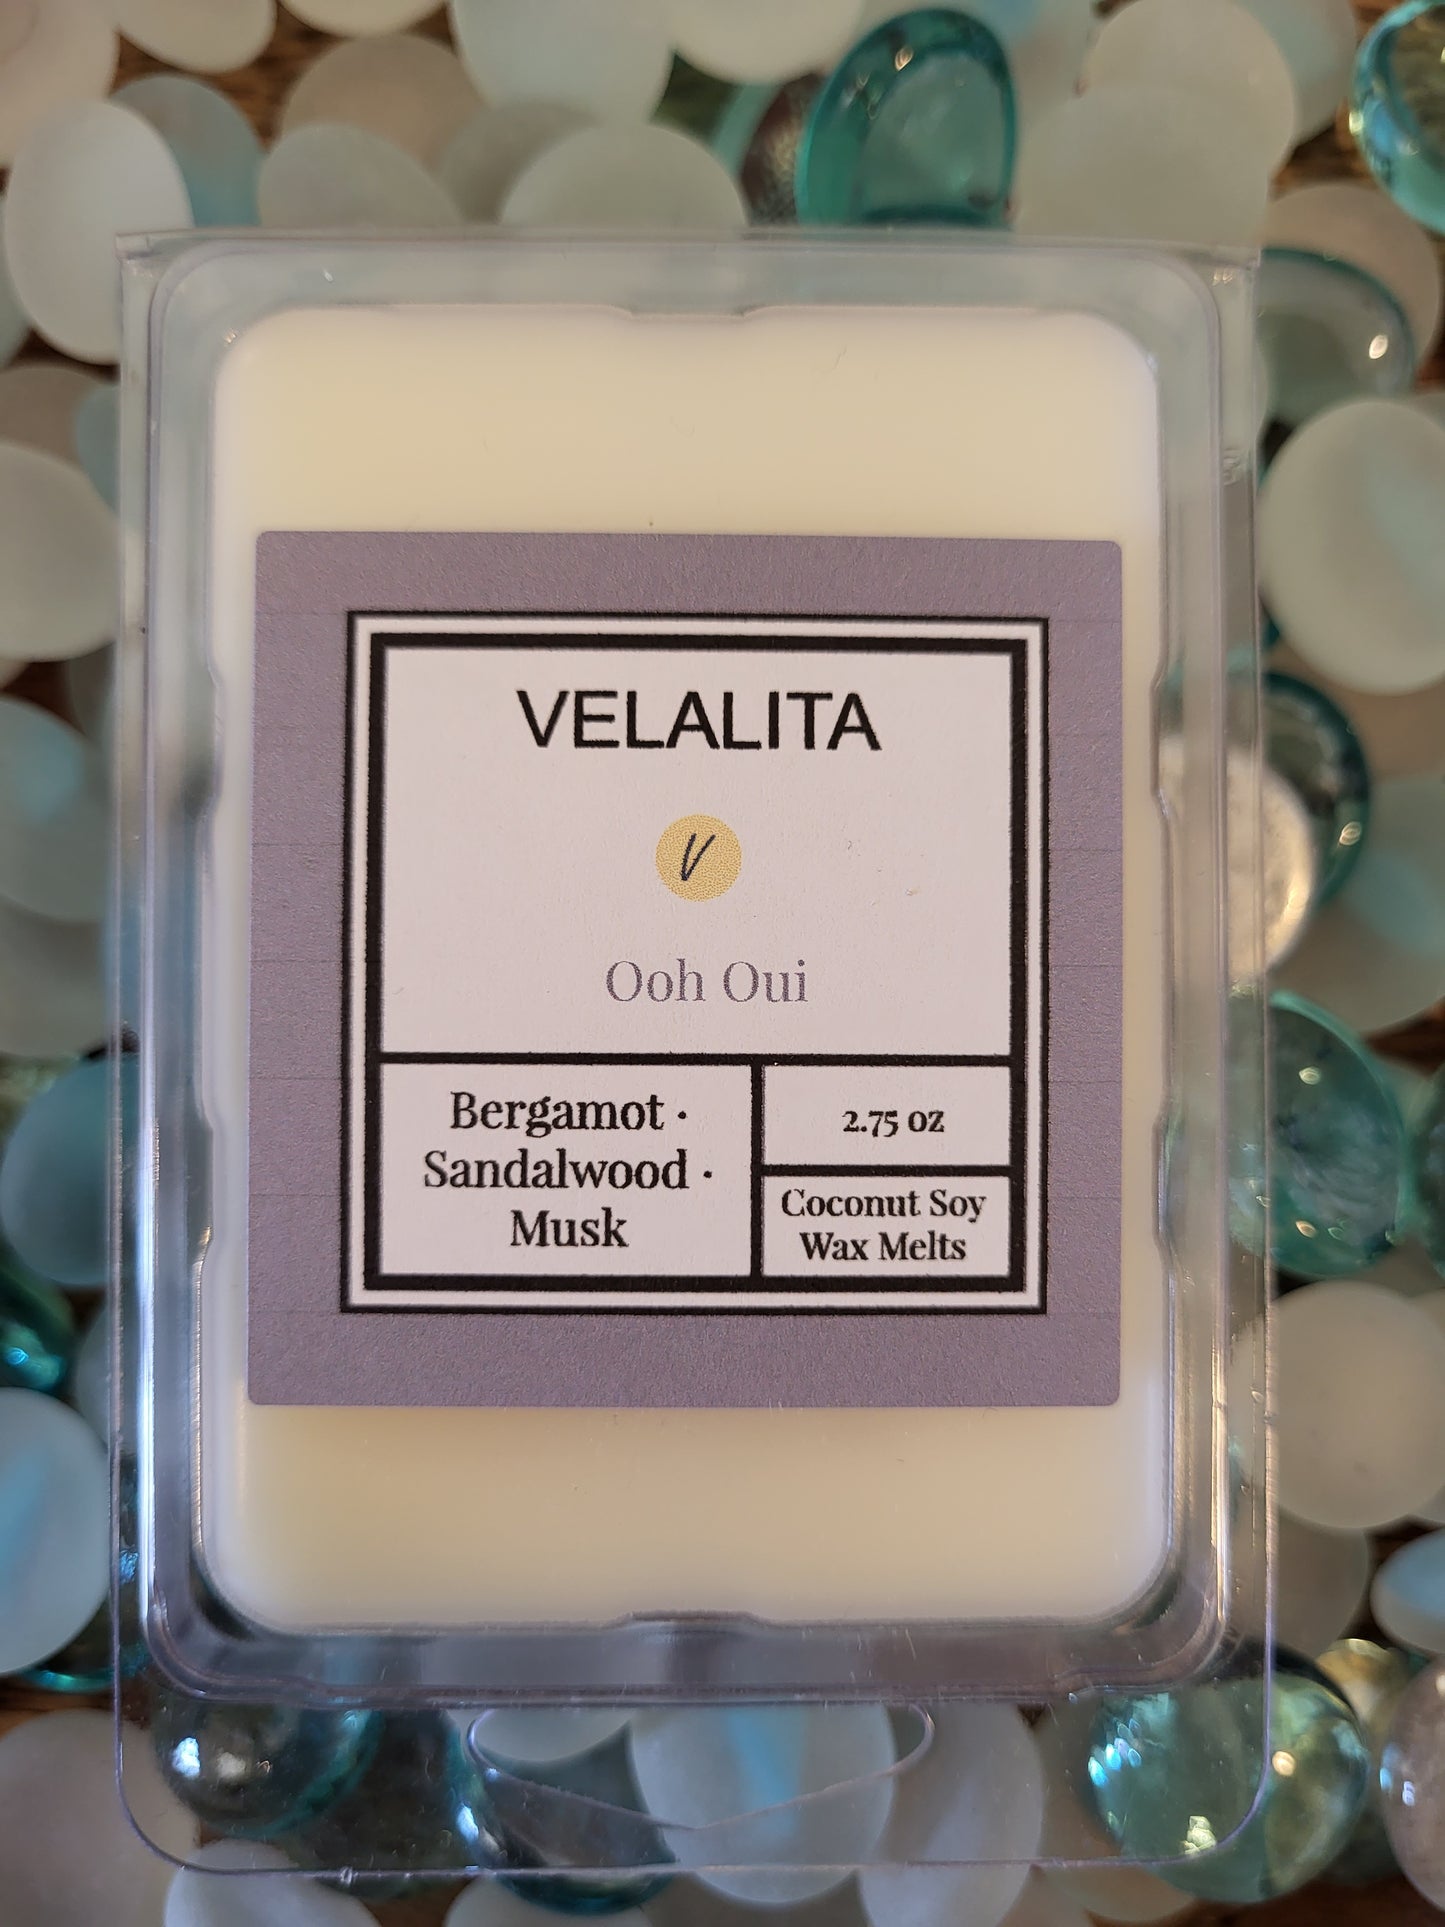 VELALITA
V
Ooh Oui
Bergamot ·
Sandalwood ·
Musk
2.75 oz
Coconut Soy
Wax Melts